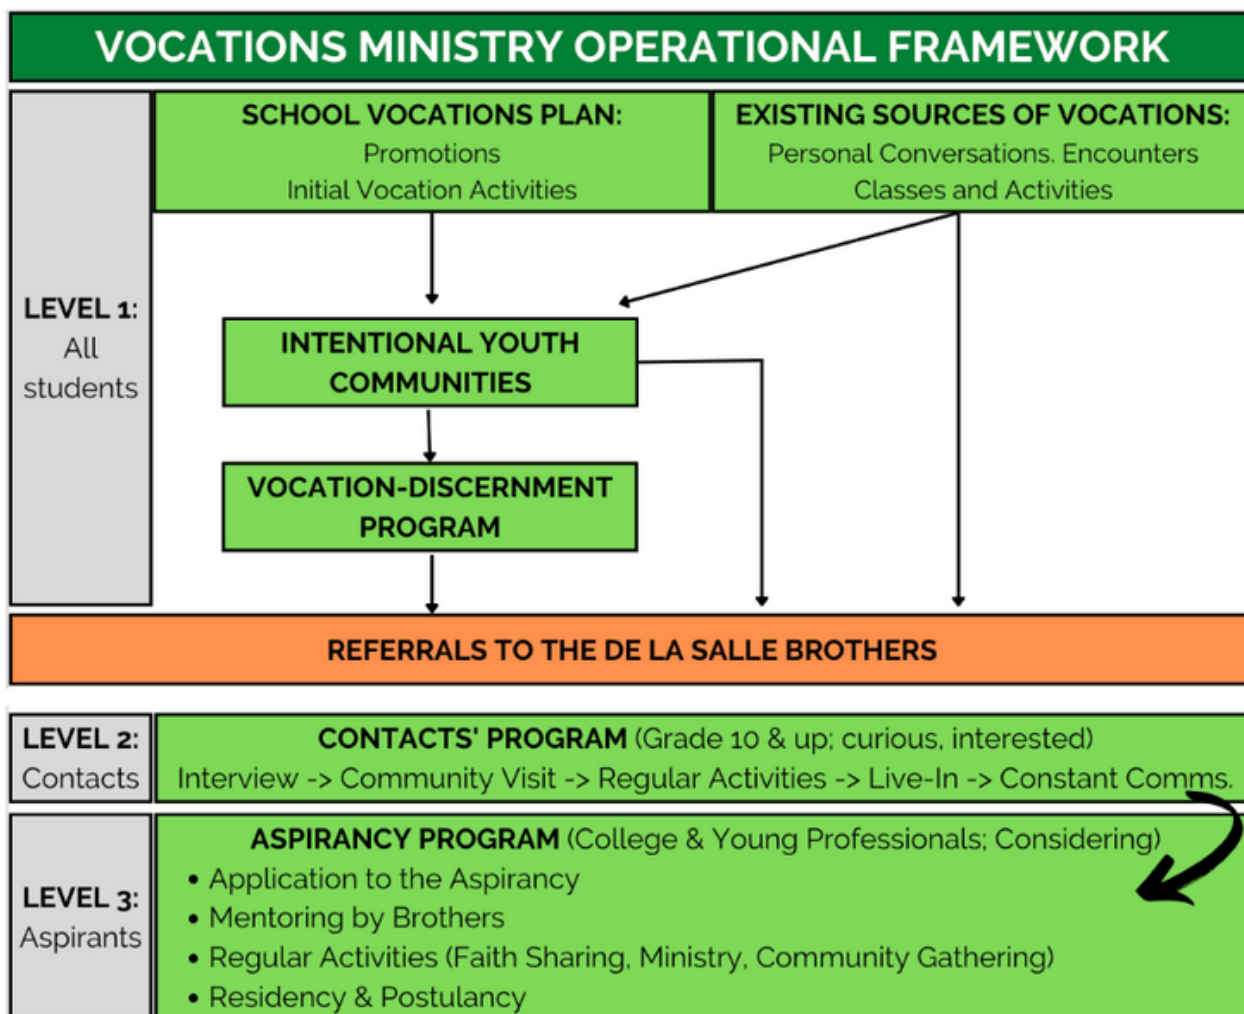 VOCATIONS MINISTRY OPERATIONAL FRAMEWORK
SCHOOL VOCATIONS PLAN:
Promotions
Initial Vocation Activities
EXISTING SOURCES OF VOCATIONS:
Personal Conversations. Encounters
Classes and Activities
LEVEL 1:
All
students
INTENTIONAL YOUTH
COMMUNITIES
VOCATION-DISCERNMENT
PROGRAM
REFERRALS TO THE DE LA SALLE BROTHERS
LEVEL 2:
Contacts
CONTACTS' PROGRAM (Grade 10 & up; curious, interested)
Interview -> Community Visit -> Regular Activities -> Live-In -> Constant Comms.
LEVEL 3:
Aspirants
ASPIRANCY PROGRAM (College & Young Professionals; Considering)
• Application to the Aspirancy
• Mentoring by Brothers
• Regular Activities (Faith Sharing, Ministry, Community Gathering)
• Residency & Postulancy